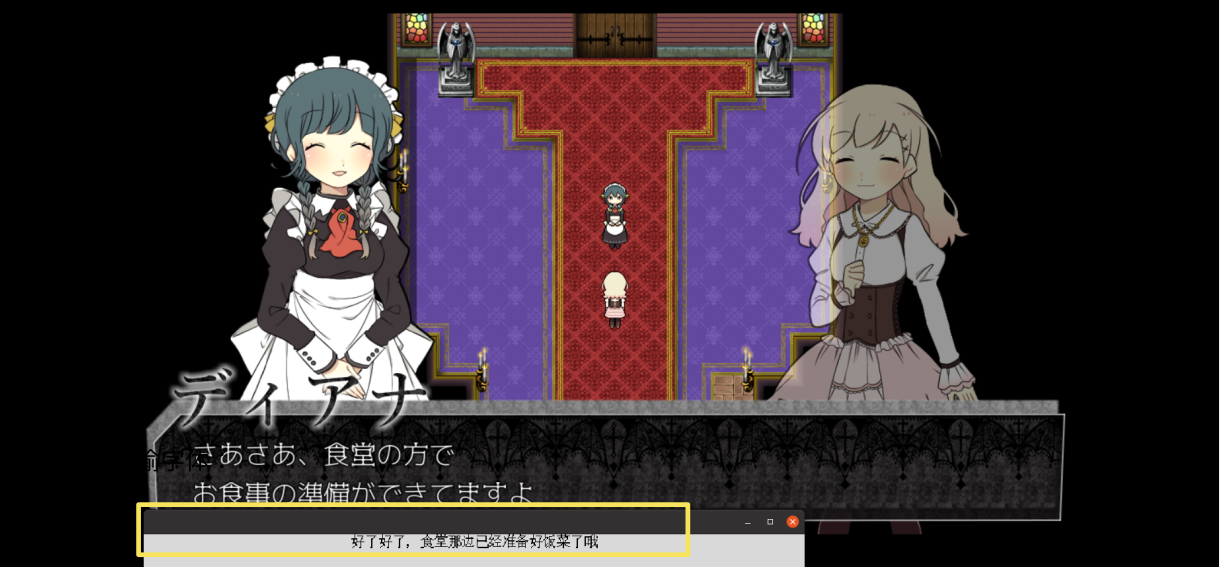 ディアナ
さあさあ、食堂の方で
お食事の準備ができてますよ
好了好了，食堂那边已经准备好饭菜了哦